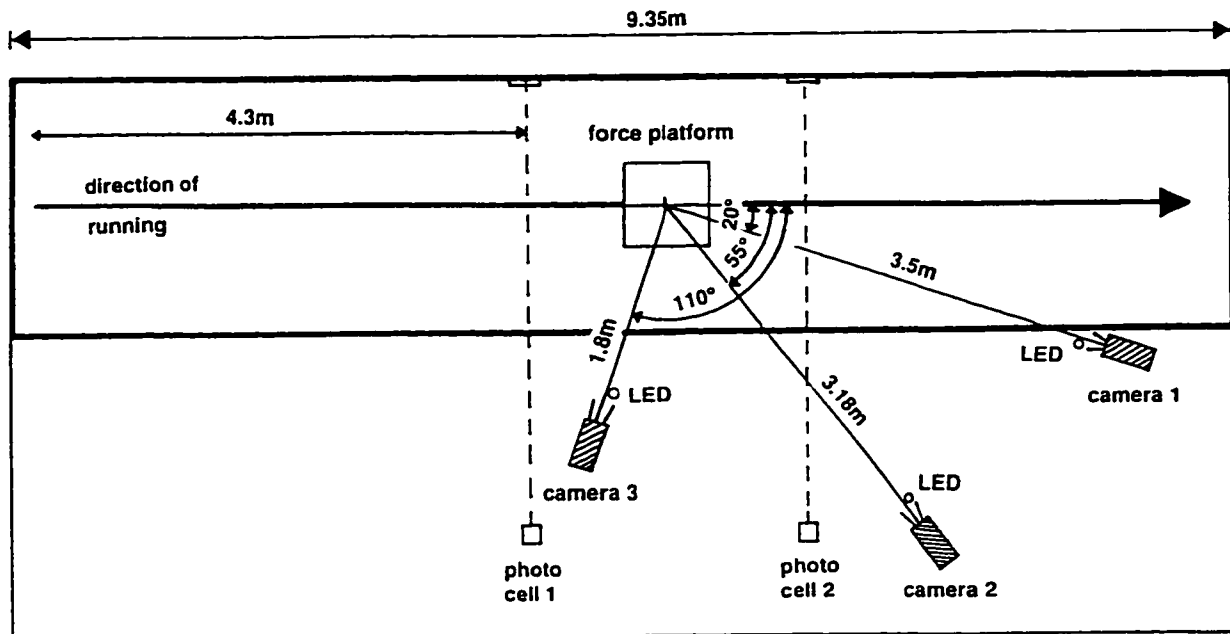 9.35m
4.3m
force platform
direction of
running
20°
55°
110°
3.5m
1.8m
3.18m
LED
camera 1
LED
camera 3
LED
camera 2
photo
cell 1
photo
cell 2